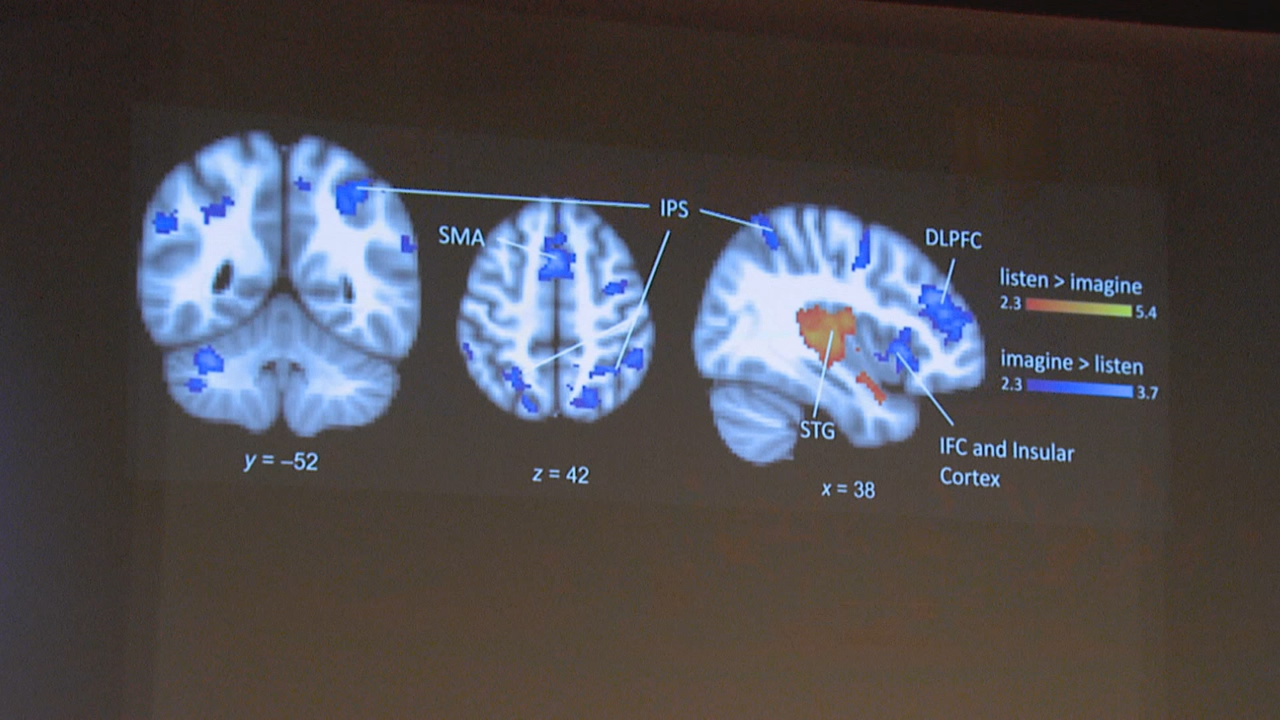 IPS
SMA
DLPFC
listen > imagine
2.3 5.4
imagine > listen
2.3 3.7
STG
IFC and Insular
Cortex
y = –52
z = 42
x = 38